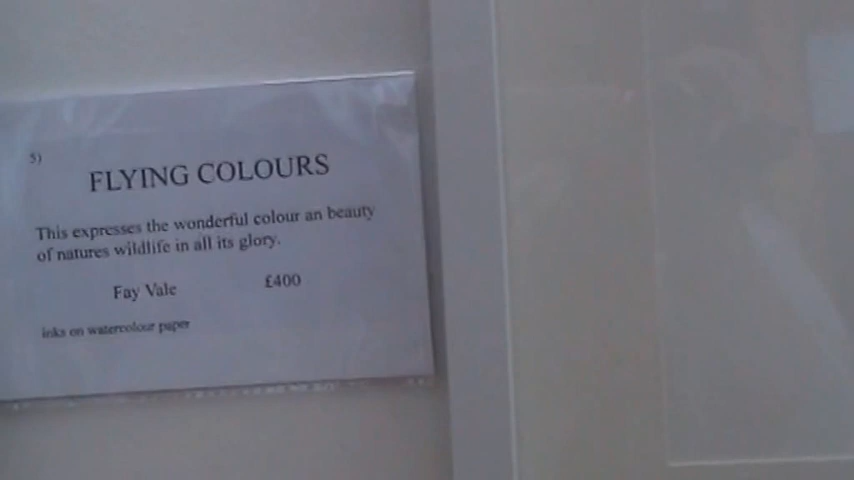 5)
FLYING COLOURS
This expresses the wonderful colour an beauty
of natures wildlife in all its glory.
Fay Vale £400
inks on watercolour paper